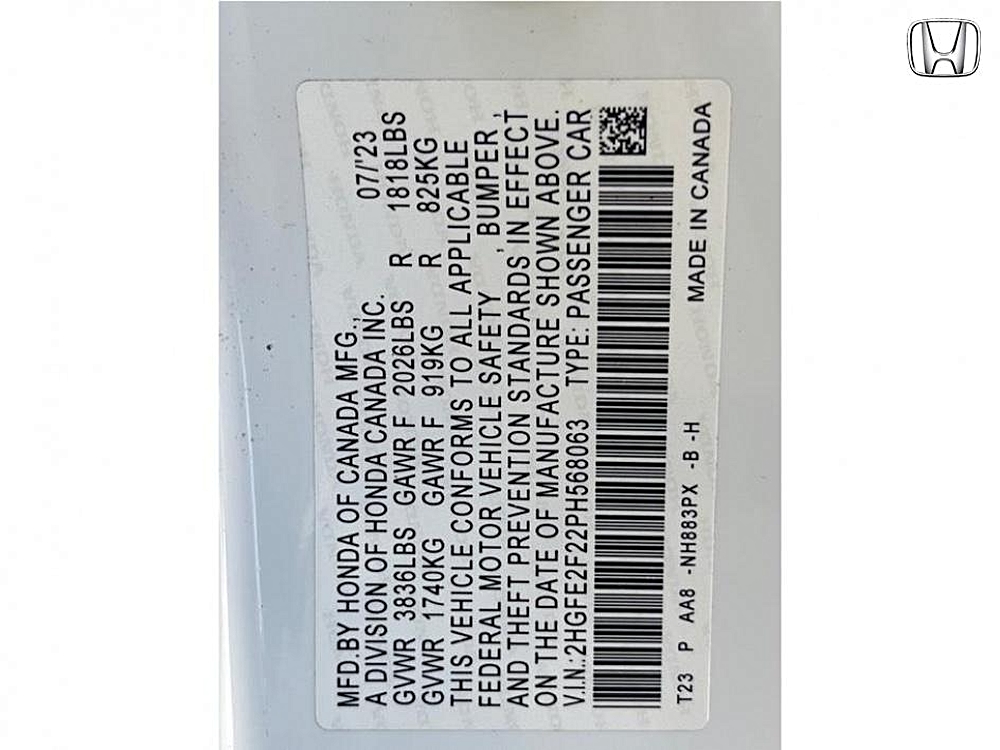 MFD.BY HONDA OF CANADA MFG., 07/'23
A DIVISION OF HONDA CANADA INC.
GVWR 3836LBS GAWR F 2026LBS R 1818LBS
GVWR 1740KG GAWR F 919KG R 825KG
THIS VEHICLE CONFORMS TO ALL APPLICABLE
FEDERAL MOTOR VEHICLE SAFETY , BUMPER ,
AND THEFT PREVENTION STANDARDS IN EFFECT
ON THE DATE OF MANUFACTURE SHOWN ABOVE.
V.I.N.:2HGFE2F22PH568063 TYPE: PASSENGER CAR
T23 P AA8 -NH883PX -B -H MADE IN CANADA